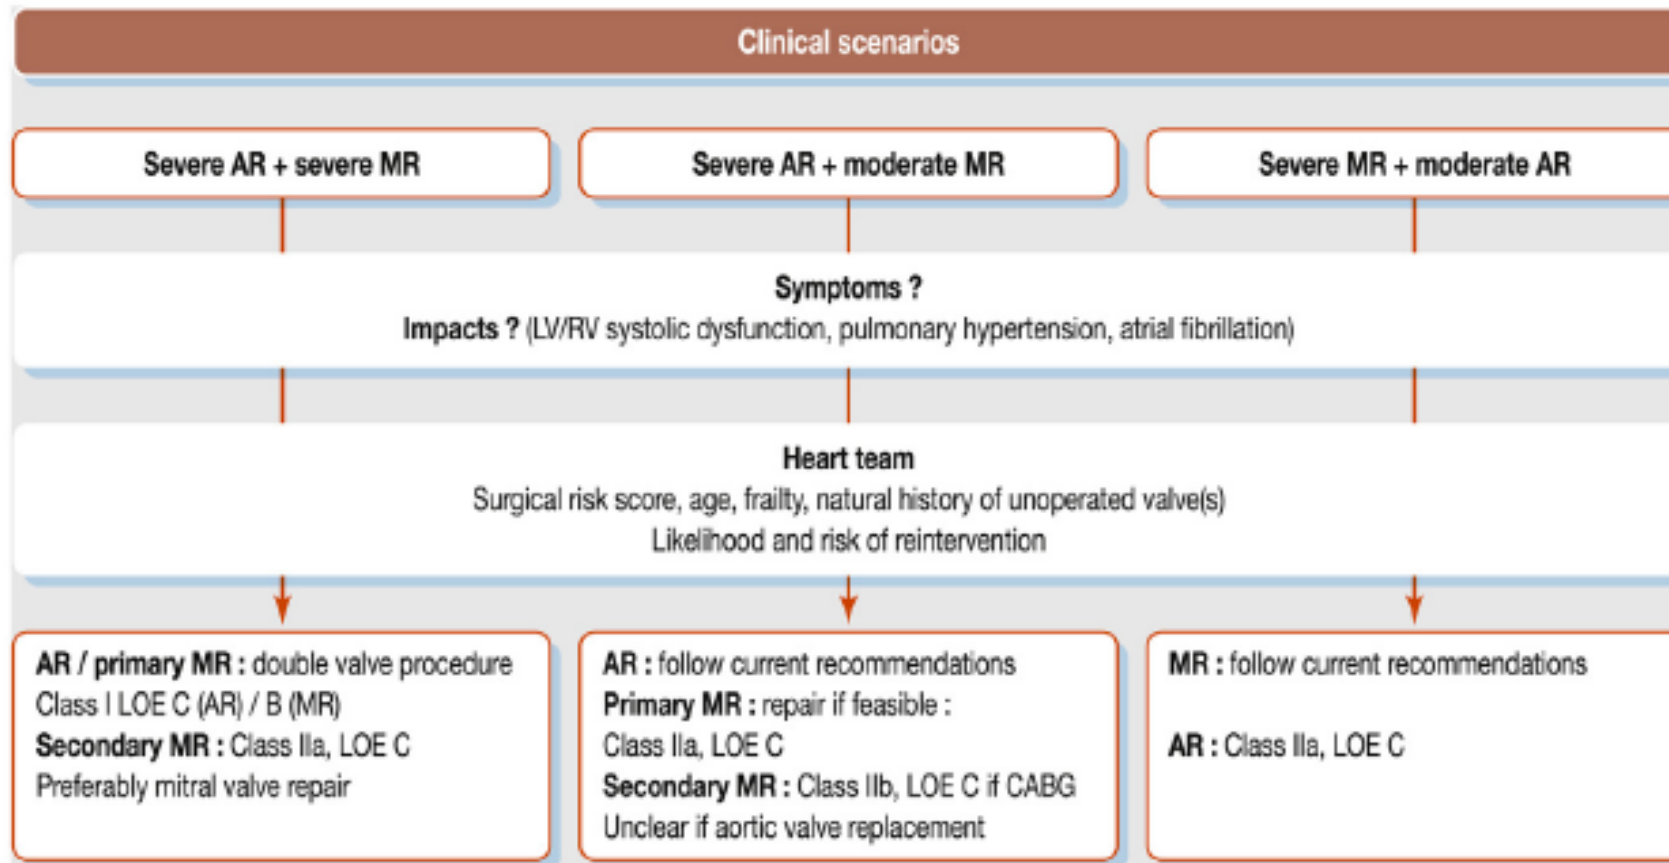 Clinical scenarios
Severe AR + severe MR
Severe AR + moderate MR
Severe MR + moderate AR
Symptoms ?
Impacts ? (LV/RV systolic dysfunction, pulmonary hypertension, atrial fibrillation)
Heart team
Surgical risk score, age, frailty, natural history of unoperated valve(s)
Likelihood and risk of reintervention
AR / primary MR : double valve procedure
Class I LOE C (AR) / B (MR)
Secondary MR : Class IIa, LOE C
Preferably mitral valve repair
AR : follow current recommendations
Primary MR : repair if feasible :
Class IIa, LOE C
Secondary MR : Class IIb, LOE C if CABG
Unclear if aortic valve replacement
MR : follow current recommendations
AR : Class IIa, LOE C